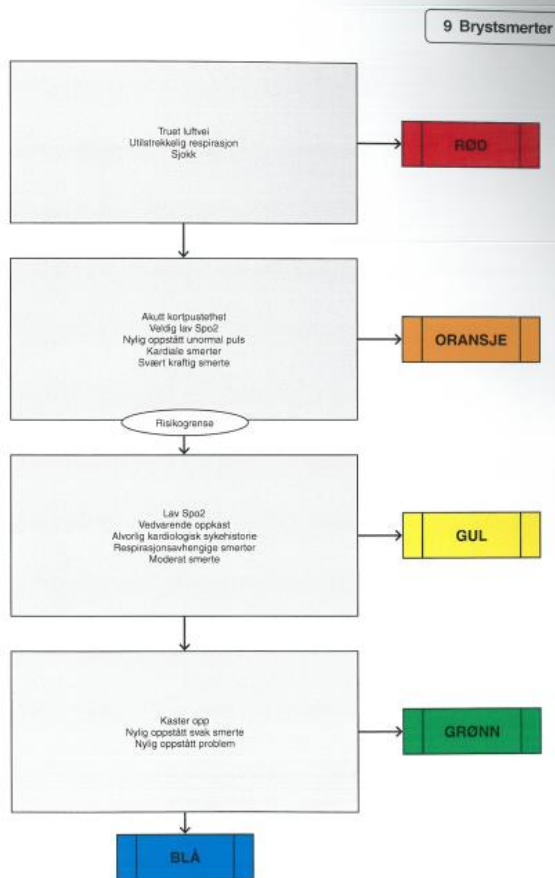 9 Brystsmerter
Truet luftvei
Utilstrekkelig respirasjon
Sjokk
RØD
Akutt kortpustethet
Veldig lav Spo2
Nylig oppstått unormal puls
Kardiale smerter
Svært kraftig smerte
ORANSJE
Risikogrense
Lav Spo2
Vedvarende oppkast
Alvorlig kardiologisk sykehistorie
Respirasjonsavhengige smerter
Moderat smerte
GUL
Kaster opp
Nylig oppstått svak smerte
Nylig oppstått problem
GRØNN
BLÅ